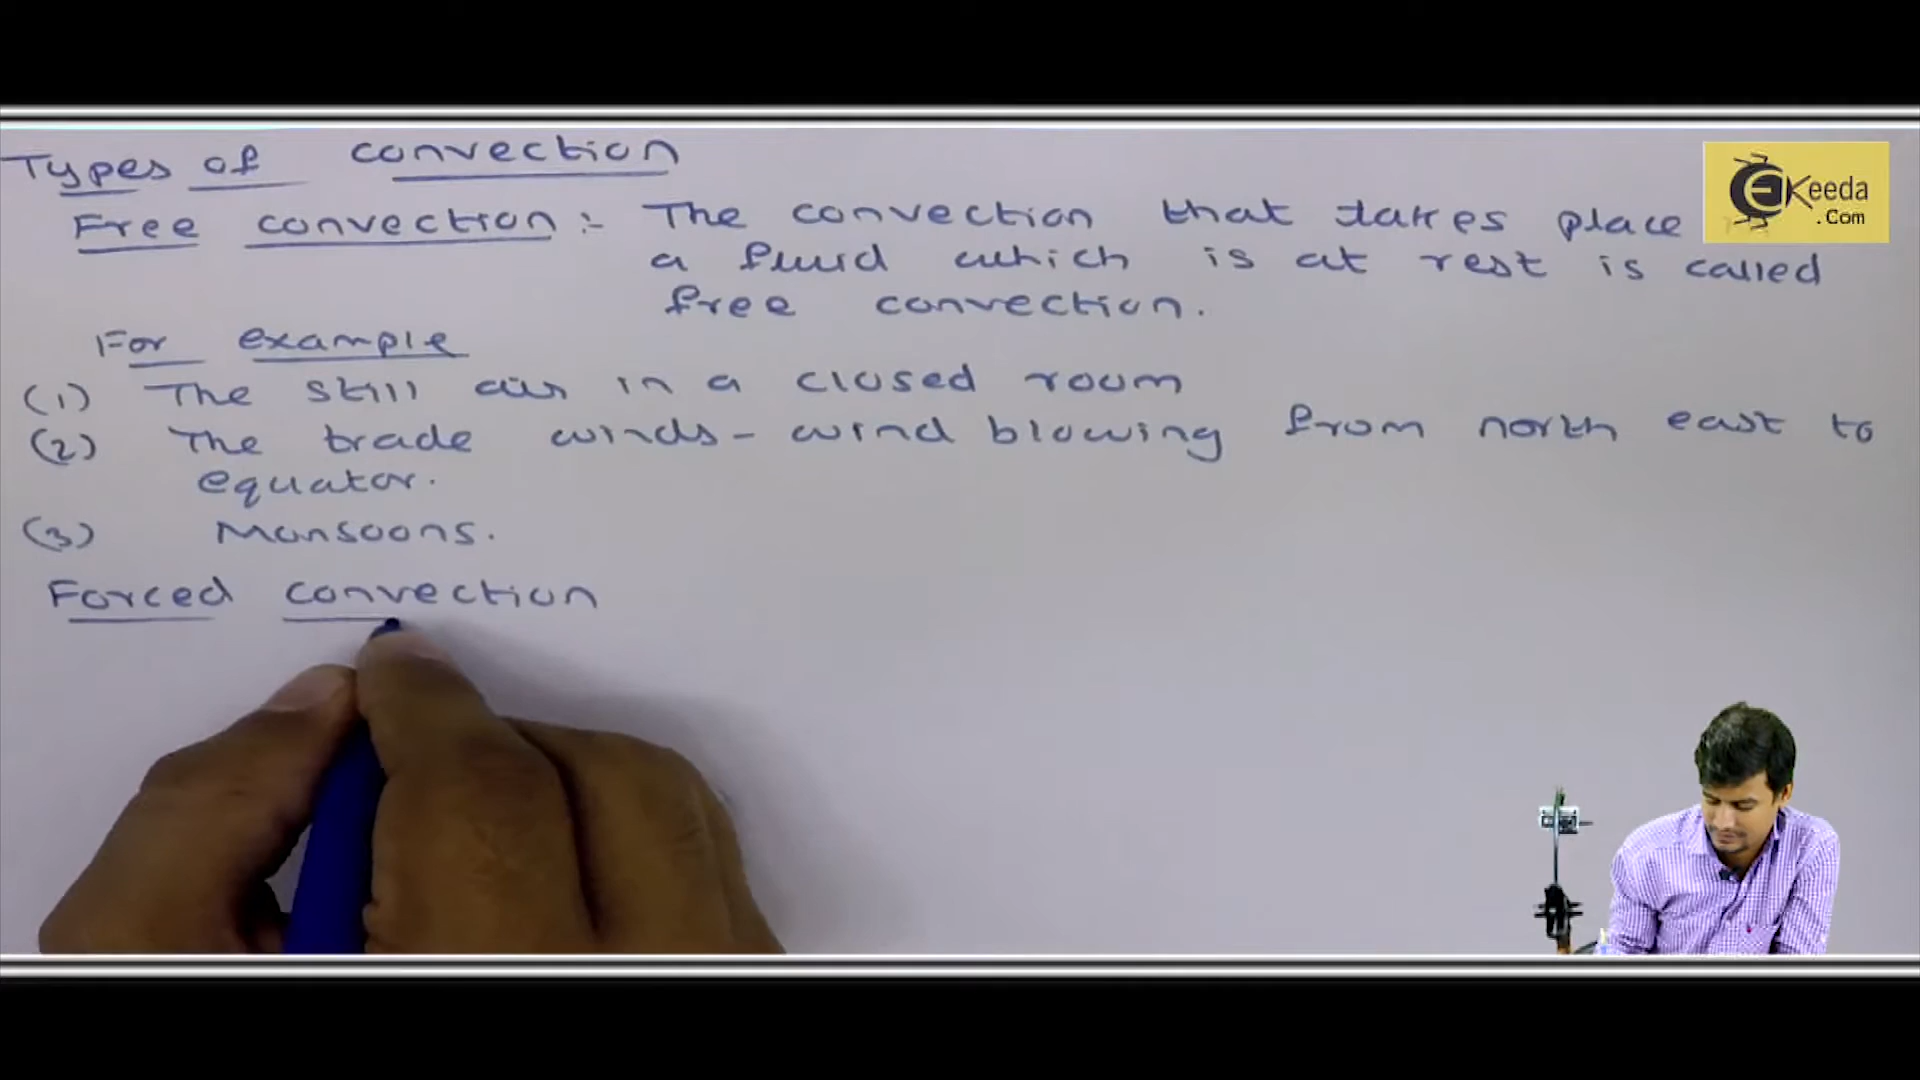 Types of convection
Free convection :- The convection that takes place
a fluid which is at rest is called
free convection.
For example
(1) The still air in a closed room
(2) The trade winds - wind blowing from north east to
equator.
(3) Monsoons.
Forced convection
eKeeda
.Com